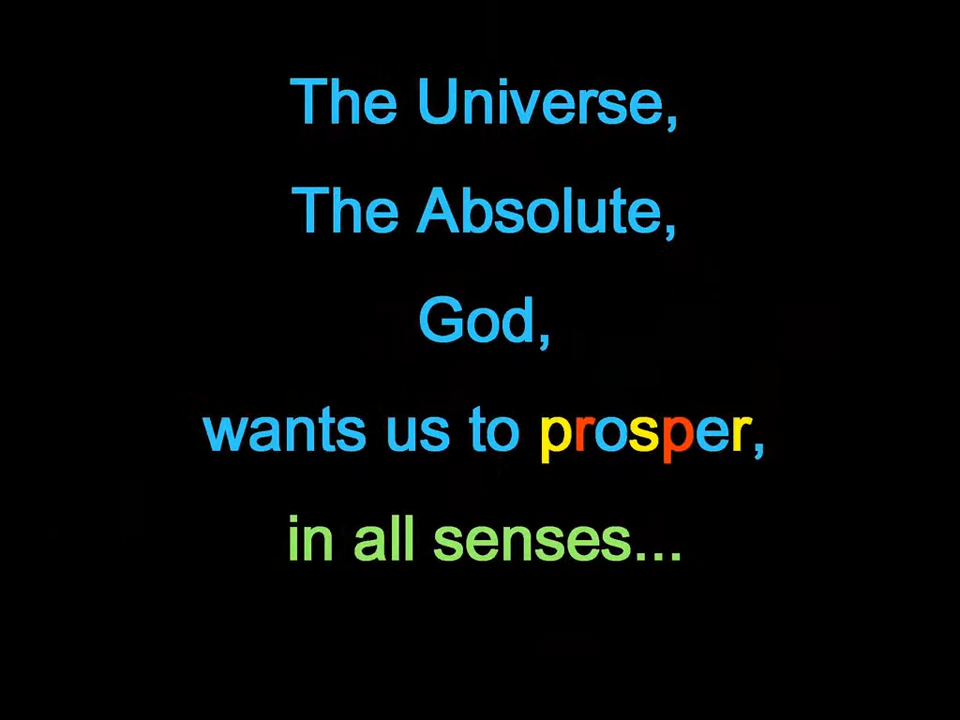 The Universe,
The Absolute,
God,
wants us to prosper,
in all senses...